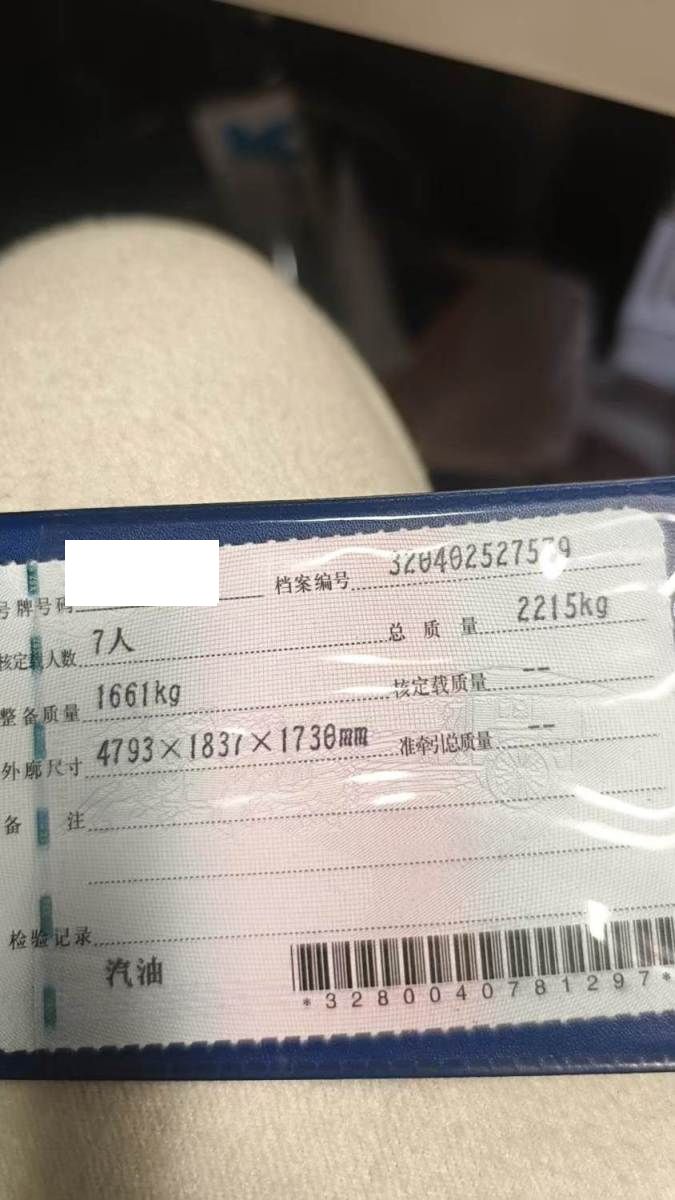 号牌号码 档案编号 320402527579
核定载人数 7人 总质量 2215kg
整备质量 1661kg 核定载质量 --
外廓尺寸 4793×1837×1730mm 准牵引总质量 --
备注
检验记录
汽油
*3280040781297*